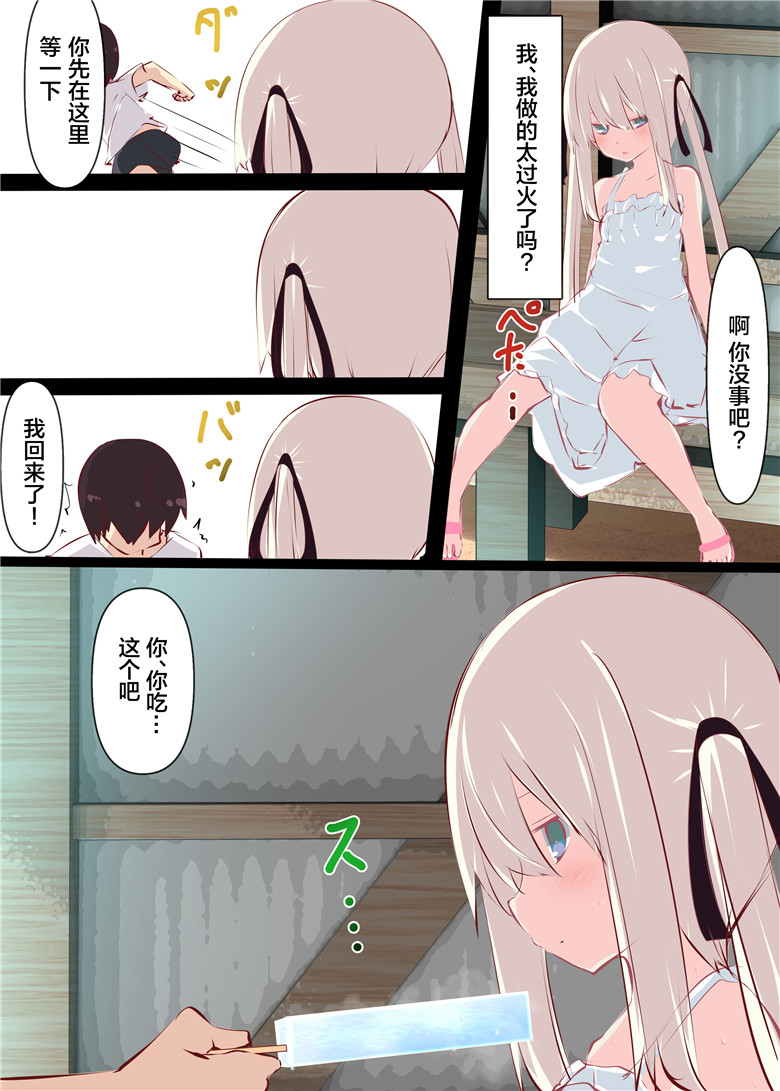 我、我做的太过火了吗？
ペた…
啊 你没事吧？
你先在这里
等一下
ダッ
我回来了！
バッ
你、你吃…
这个吧
ス…